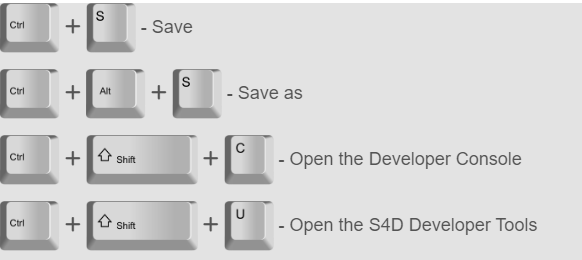 Ctrl + S - Save
Ctrl + Alt + S - Save as
Ctrl + Shift + C - Open the Developer Console
Ctrl + Shift + U - Open the S4D Developer Tools